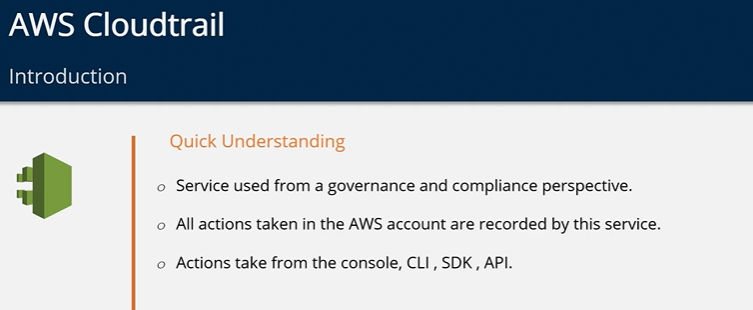 AWS Cloudtrail
Introduction
Quick Understanding
o Service used from a governance and compliance perspective.
o All actions taken in the AWS account are recorded by this service.
o Actions take from the console, CLI , SDK , API.